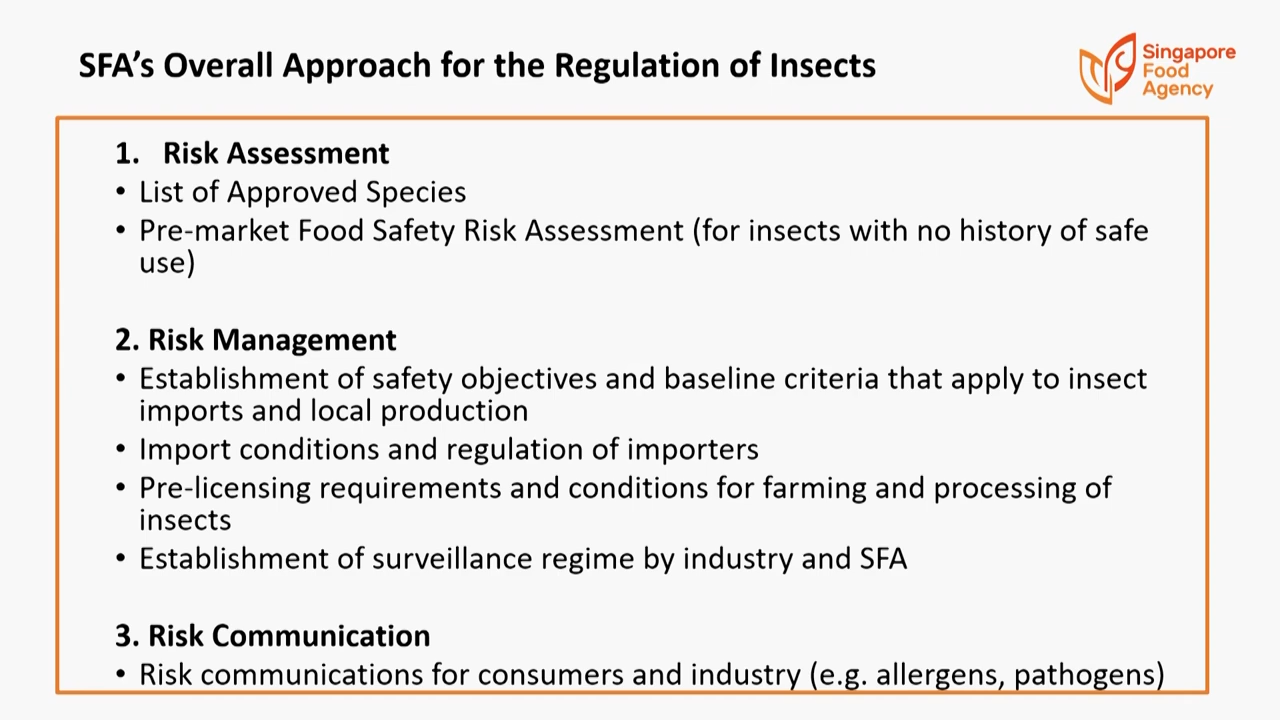 SFA’s Overall Approach for the Regulation of Insects
Singapore
Food
Agency
1. Risk Assessment
• List of Approved Species
• Pre-market Food Safety Risk Assessment (for insects with no history of safe
use)
2. Risk Management
• Establishment of safety objectives and baseline criteria that apply to insect
imports and local production
• Import conditions and regulation of importers
• Pre-licensing requirements and conditions for farming and processing of
insects
• Establishment of surveillance regime by industry and SFA
3. Risk Communication
• Risk communications for consumers and industry (e.g. allergens, pathogens)